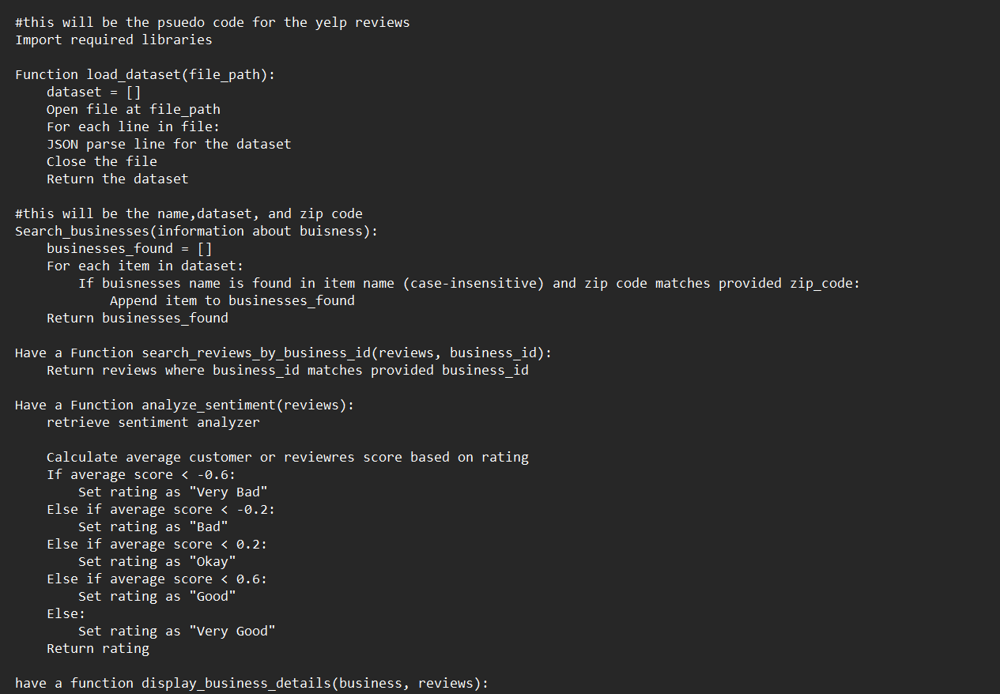 #this will be the psuedo code for the yelp reviews
Import required libraries
Function load_dataset(file_path):
dataset = []
Open file at file_path
For each line in file:
JSON parse line for the dataset
Close the file
Return the dataset
#this will be the name,dataset, and zip code
Search_businesses(information about buisness):
businesses_found = []
For each item in dataset:
If buisnesses name is found in item name (case-insensitive) and zip code matches provided zip_code:
Append item to businesses_found
Return businesses_found
Have a Function search_reviews_by_business_id(reviews, business_id):
Return reviews where business_id matches provided business_id
Have a Function analyze_sentiment(reviews):
retrieve sentiment analyzer
Calculate average customer or reviewres score based on rating
If average score < -0.6:
Set rating as "Very Bad"
Else if average score < -0.2:
Set rating as "Bad"
Else if average score < 0.2:
Set rating as "Okay"
Else if average score < 0.6:
Set rating as "Good"
Else:
Set rating as "Very Good"
Return rating
have a function display_business_details(business, reviews):